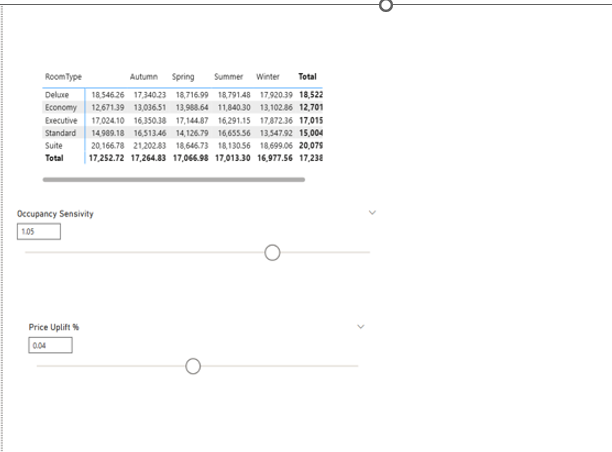 RoomType Autumn Spring Summer Winter Total
Deluxe 18,546.26 17,340.23 18,716.99 18,791.48 17,920.39 18,522
Economy 12,671.39 13,036.51 13,988.64 11,840.30 13,102.86 12,701
Executive 17,024.10 16,350.38 17,144.87 16,291.15 17,872.36 17,015
Standard 14,989.18 16,513.46 14,126.79 16,655.56 13,547.92 15,004
Suite 20,166.78 21,202.83 18,646.73 18,130.56 18,699.06 20,079
Total 17,252.72 17,264.83 17,066.98 17,013.30 16,977.56 17,238
Occupancy Sensivity
1.05
Price Uplift %
0.04